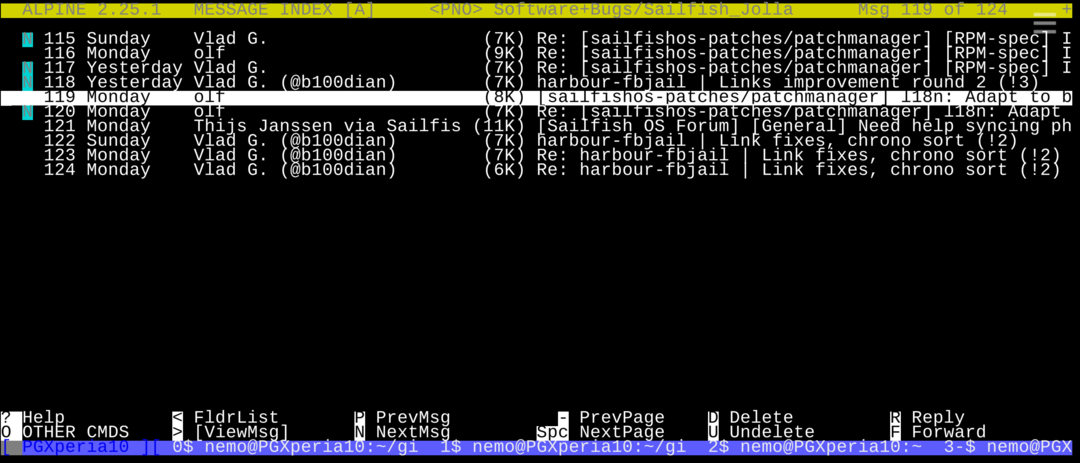 ALPINE 2.25.1 MESSAGE INDEX [A] <PNO> Software+Bugs/Sailfish_Jolla Msg 119 of 124 +
N 115 Sunday Vlad G. (7K) Re: [sailfishos-patches/patchmanager] [RPM-spec] I
116 Monday olf (9K) Re: [sailfishos-patches/patchmanager] [RPM-spec] I
N 117 Yesterday Vlad G. (7K) Re: [sailfishos-patches/patchmanager] [RPM-spec] I
N 118 Yesterday Vlad G. (@b100dian) (7K) harbour-fbjail | Links improvement round 2 (!3)
119 Monday olf (8K) [sailfishos-patches/patchmanager] l18n: Adapt to b
N 120 Monday olf (7K) Re: [sailfishos-patches/patchmanager] l18n: Adapt
121 Monday Thijs Janssen via Sailfis (11K) [Sailfish OS Forum] [General] Need help syncing ph
122 Sunday Vlad G. (@b100dian) (7K) harbour-fbjail | Link fixes, chrono sort (!2)
123 Monday Vlad G. (@b100dian) (7K) Re: harbour-fbjail | Link fixes, chrono sort (!2)
124 Monday Vlad G. (@b100dian) (6K) Re: harbour-fbjail | Link fixes, chrono sort (!2)
? Help < FldrList P PrevMsg - PrevPage D Delete R Reply
O OTHER CMDS > [ViewMsg] N NextMsg Spc NextPage U Undelete F Forward
[ PGXperia10 ][ 0$ nemo@PGXperia10:~/gi 1$ nemo@PGXperia10:~/gi 2$ nemo@PGXperia10:~ 3-$ nemo@PGX